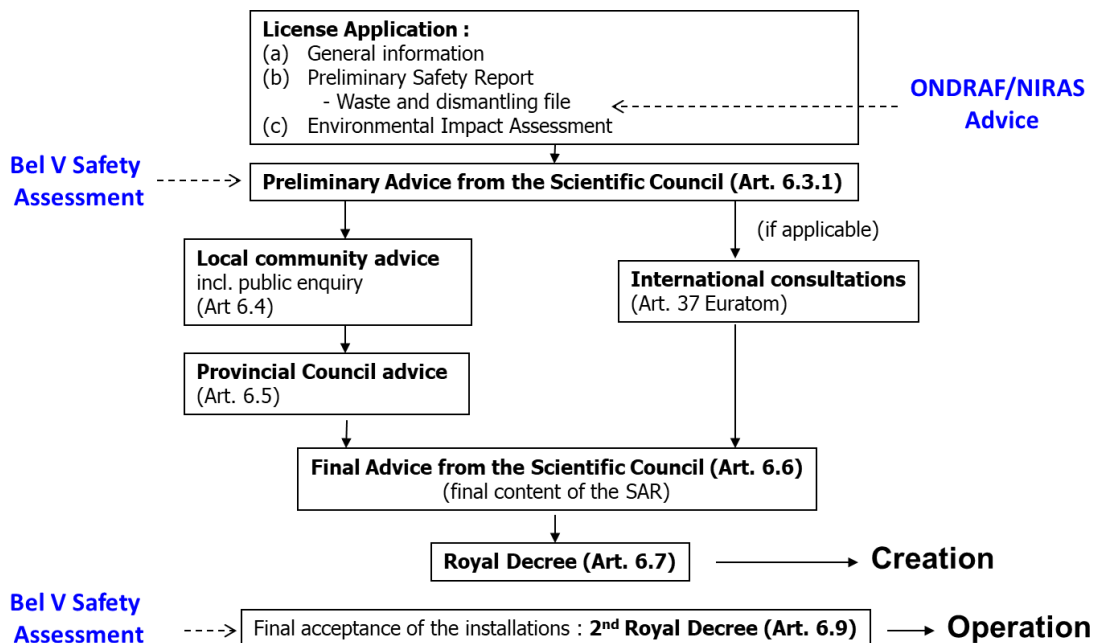 License Application :
(a) General information
(b) Preliminary Safety Report
- Waste and dismantling file
(c) Environmental Impact Assessment
ONDRAF/NIRAS
Advice
Bel V Safety
Assessment
Preliminary Advice from the Scientific Council (Art. 6.3.1)
(if applicable)
Local community advice
incl. public enquiry
(Art 6.4)
International consultations
(Art. 37 Euratom)
Provincial Council advice
(Art. 6.5)
Final Advice from the Scientific Council (Art. 6.6)
(final content of the SAR)
Royal Decree (Art. 6.7)
Creation
Bel V Safety
Assessment
Final acceptance of the installations : 2nd Royal Decree (Art. 6.9)
Operation